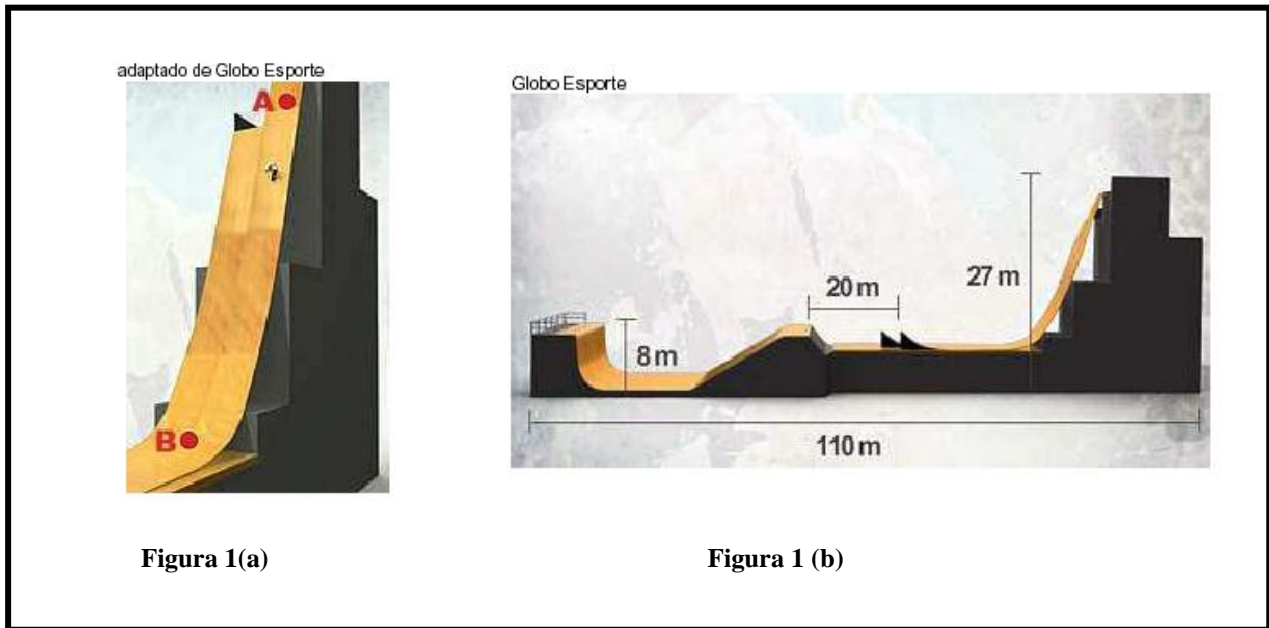 adaptado de Globo Esporte
A
B
Figura 1(a)
Globo Esporte
20 m
27 m
8 m
110 m
Figura 1 (b)